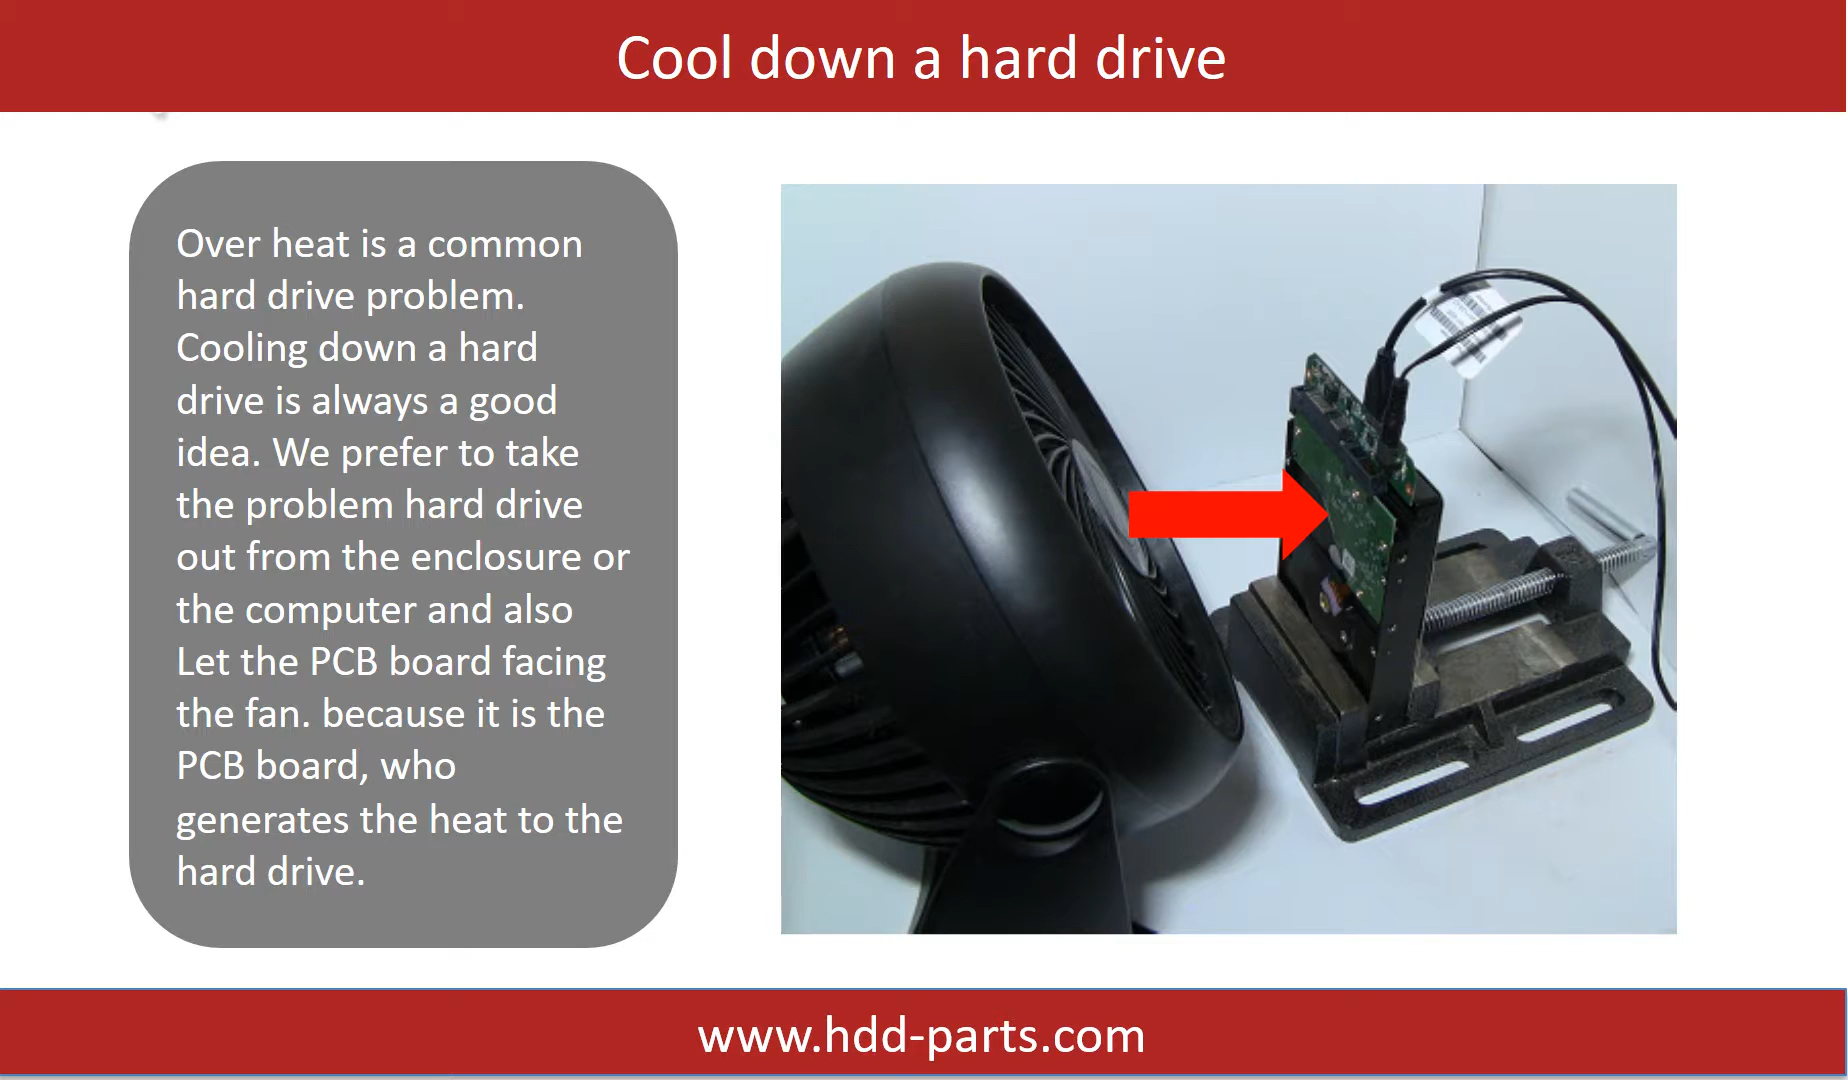 Cool down a hard drive
Over heat is a common
hard drive problem.
Cooling down a hard
drive is always a good
idea. We prefer to take
the problem hard drive
out from the enclosure or
the computer and also
Let the PCB board facing
the fan. because it is the
PCB board, who
generates the heat to the
hard drive.
www.hdd-parts.com